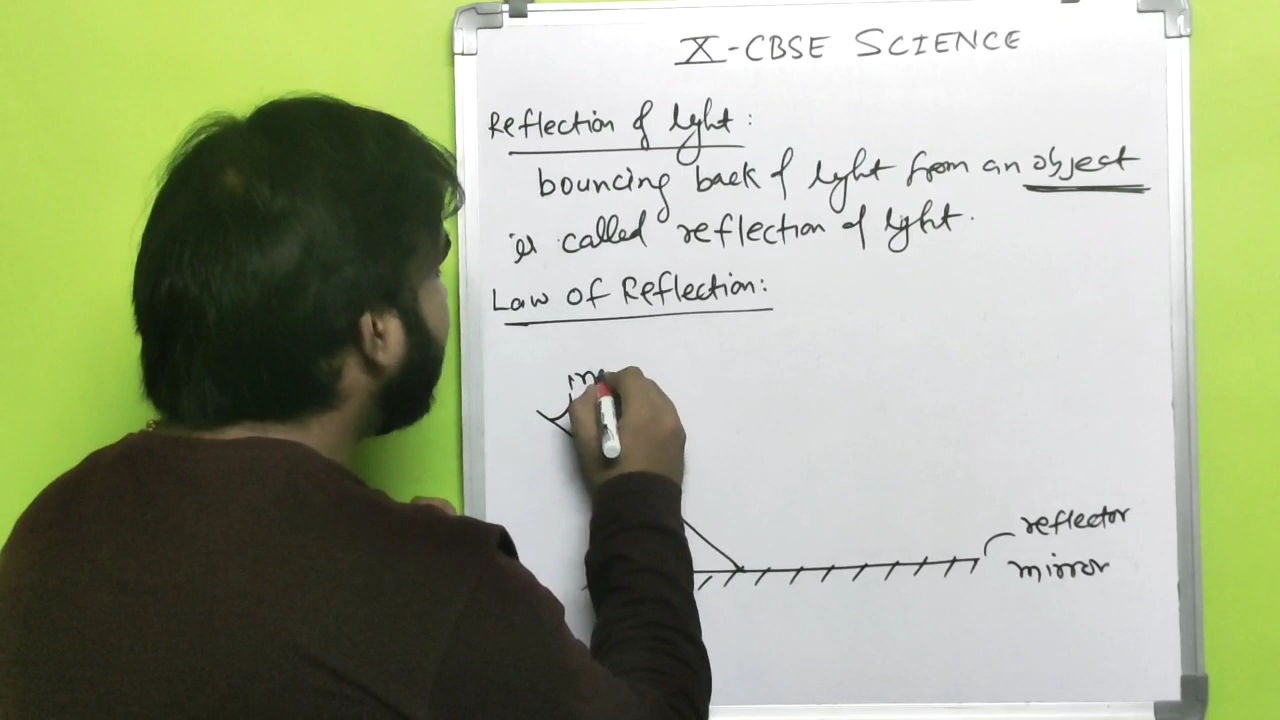 X-CBSE SCIENCE
Reflection of light:
bouncing back of light from an object
is called reflection of light.
Law of Reflection:
in
reflector
mirror